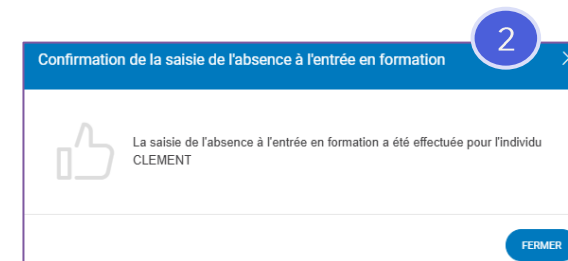 2
Confirmation de la saisie de l'absence à l'entrée en formation
La saisie de l'absence à l'entrée en formation a été effectuée pour l'individu
CLEMENT
FERMER